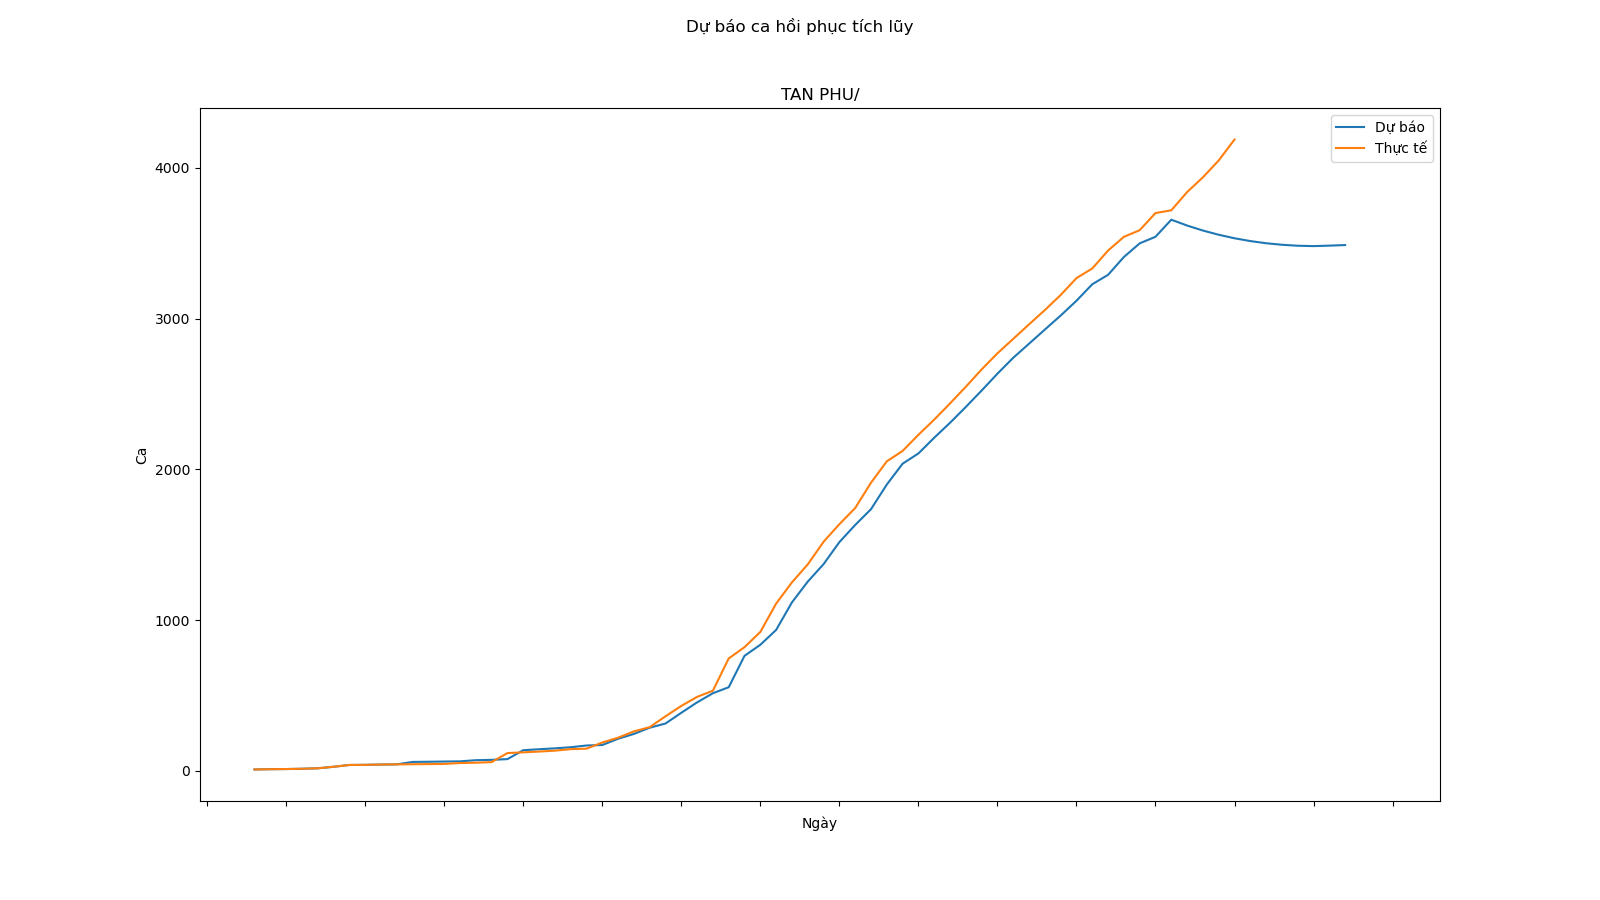 Dự báo ca hồi phục tích lũy
TAN PHU/
Dự báo
Thực tế
4000
3000
2000
1000
0
Ca
Ngày